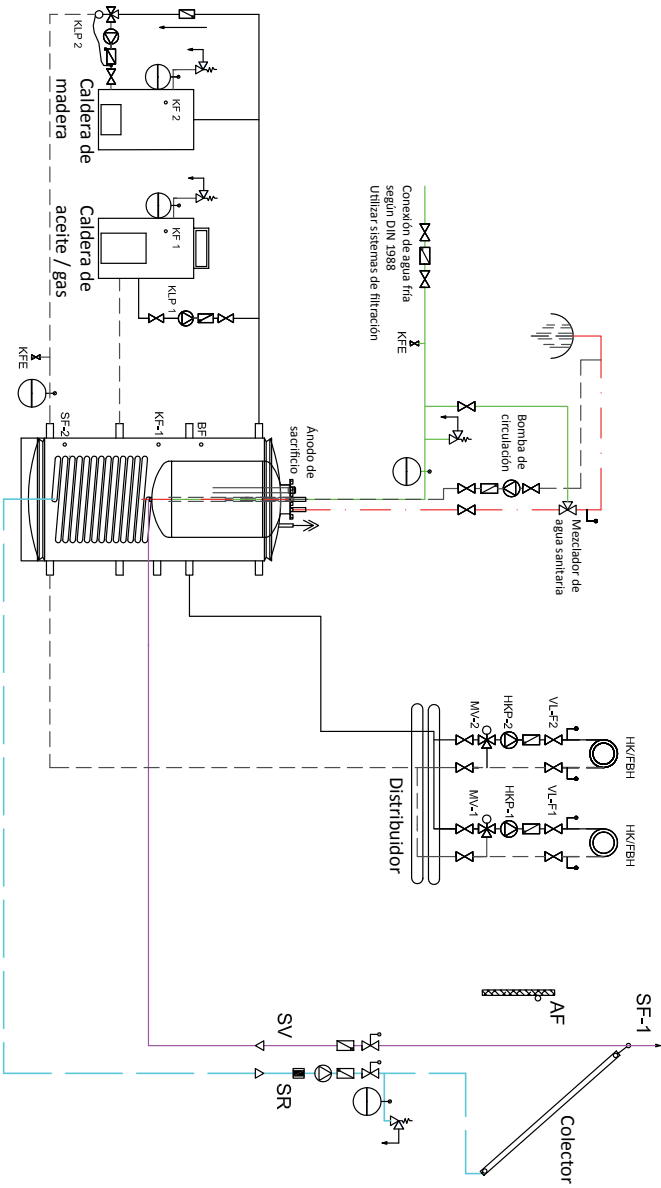 KLP 2
KF 2
Caldera de
madera
KF 1
Caldera de
aceite / gas
KLP 1
KFE
SF-2
KF-1
BF
Ánodo de
sacrificio
Conexión de agua fría
según DIN 1988
Utilizar sistemas de filtración
KFE
Bomba de
circulación
Mezclador de
agua sanitaria
HK/FBH
VL-F2
HKP-2
MV-2
HK/FBH
VL-F1
HKP-1
MV-1
Distribuidor
AF
SF-1
Colector
SV
SR